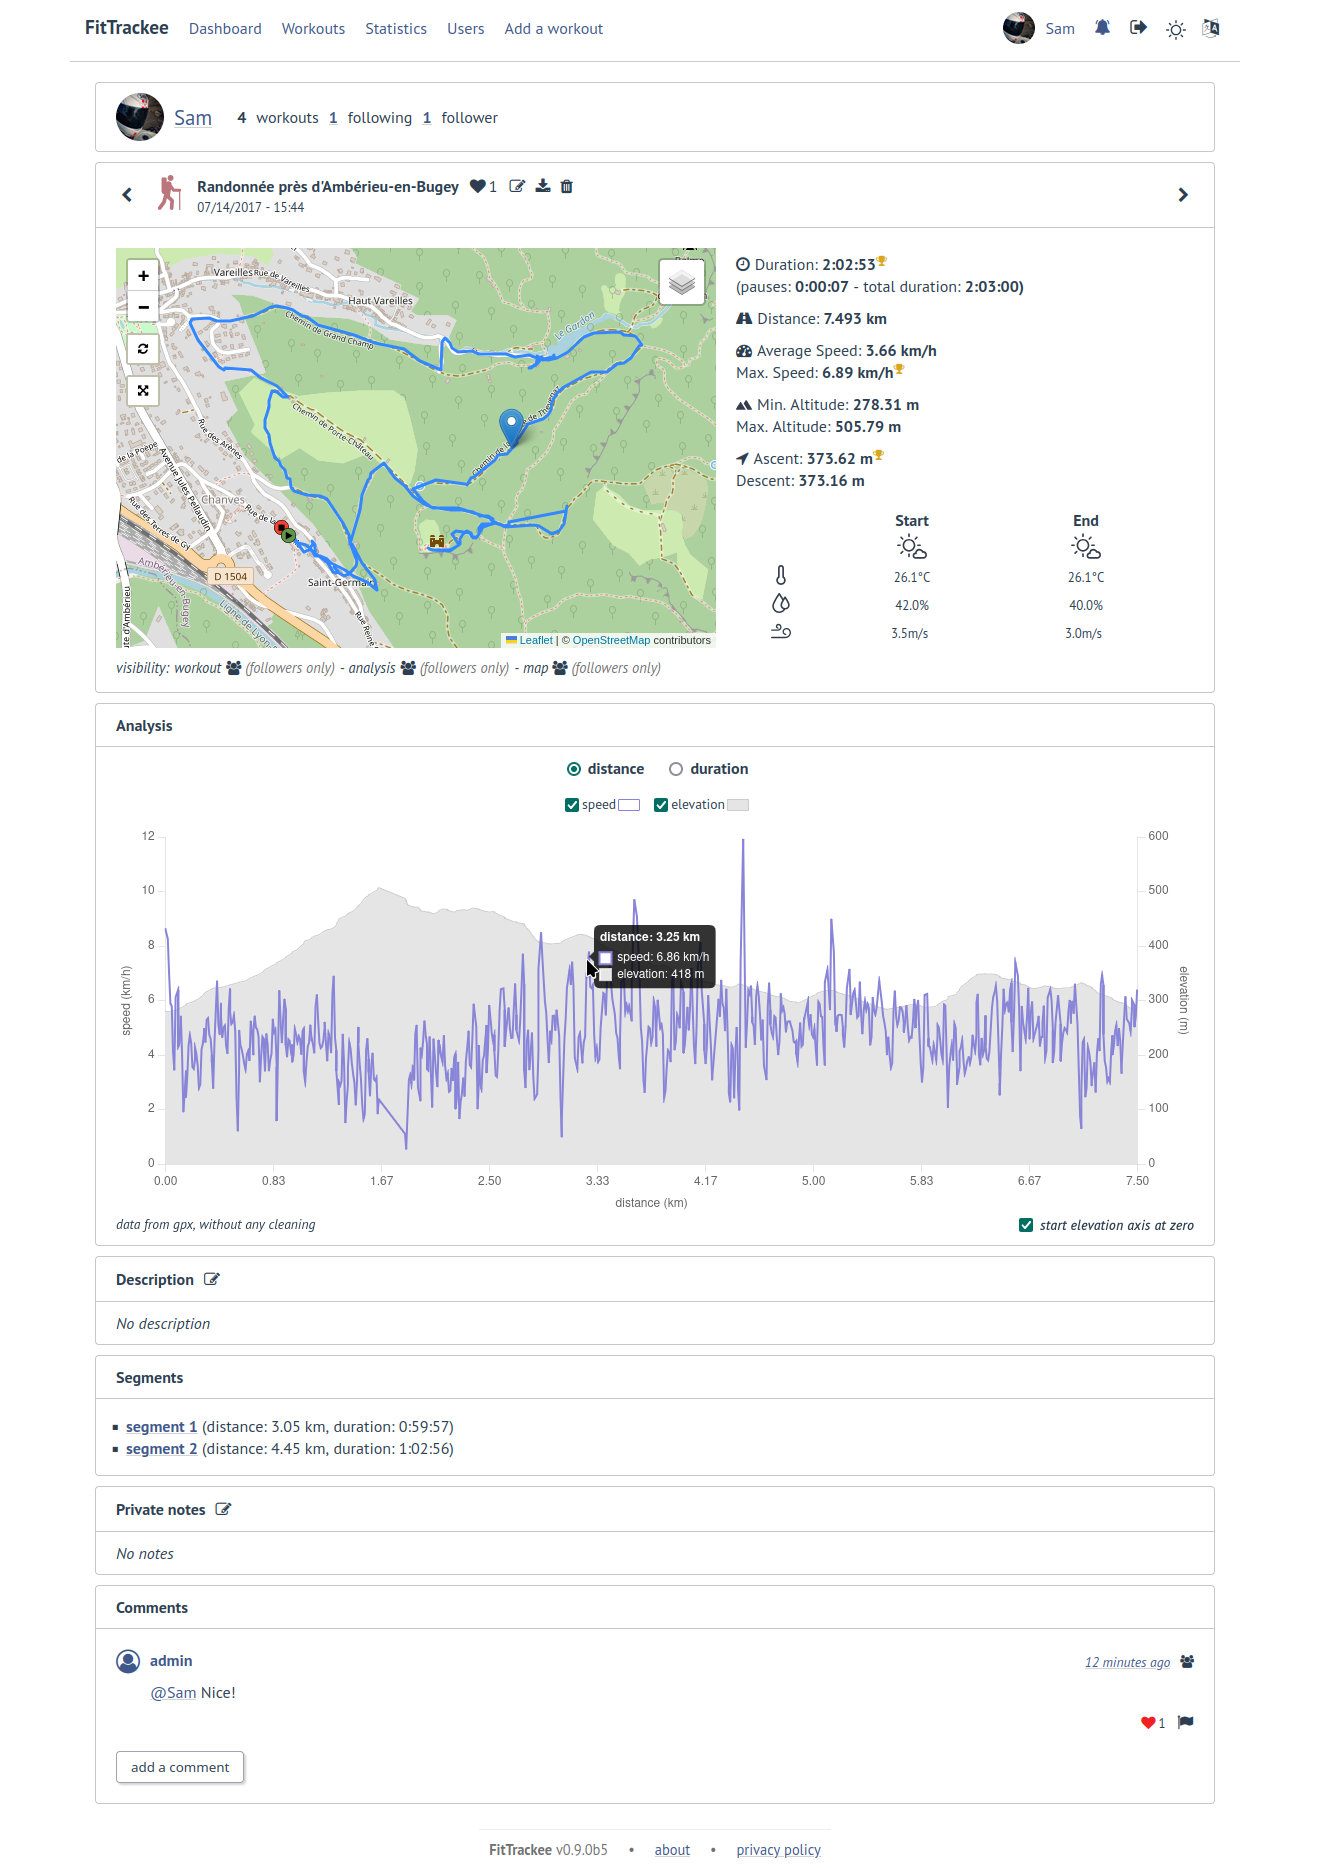 FitTrackee Dashboard Workouts Statistics Users Add a workout Sam
Sam 4 workouts 1 following 1 follower
Randonnée près d'Ambérieu-en-Bugey 1
07/14/2017 - 15:44
Vareilles
Rue de Vareilles
Haut Vareilles
Chemin de Grand Champ
Le Gardon
Chemin de Porte-Château
Rue des Arènes
Avenue Jules Pellaudin
Chanves
Rue des Terres de Gy
D 1504
Saint-Germain
Ambérieu-en-Bugey
Ligne de Lyon
+
−
Leaflet | © OpenStreetMap contributors
Duration: 2:02:53
(pauses: 0:00:07 - total duration: 2:03:00)
Distance: 7.493 km
Average Speed: 3.66 km/h
Max. Speed: 6.89 km/h
Min. Altitude: 278.31 m
Max. Altitude: 505.79 m
Ascent: 373.62 m
Descent: 373.16 m
Start End
26.1°C 26.1°C
42.0% 40.0%
3.5m/s 3.0m/s
visibility: workout (followers only) - analysis (followers only) - map (followers only)
Analysis
distance duration
speed elevation
12 600
10 500
8 400
6 300
4 200
2 100
0 0
speed (km/h)
elevation (m)
distance: 3.25 km
speed: 6.86 km/h
elevation: 418 m
0.00 0.83 1.67 2.50 3.33 4.17 5.00 5.83 6.67 7.50
distance (km)
data from gpx, without any cleaning start elevation axis at zero
Description
No description
Segments
segment 1 (distance: 3.05 km, duration: 0:59:57)
segment 2 (distance: 4.45 km, duration: 1:02:56)
Private notes
No notes
Comments
admin 12 minutes ago
@Sam Nice!
1
add a comment
FitTrackee v0.9.0b5 • about • privacy policy